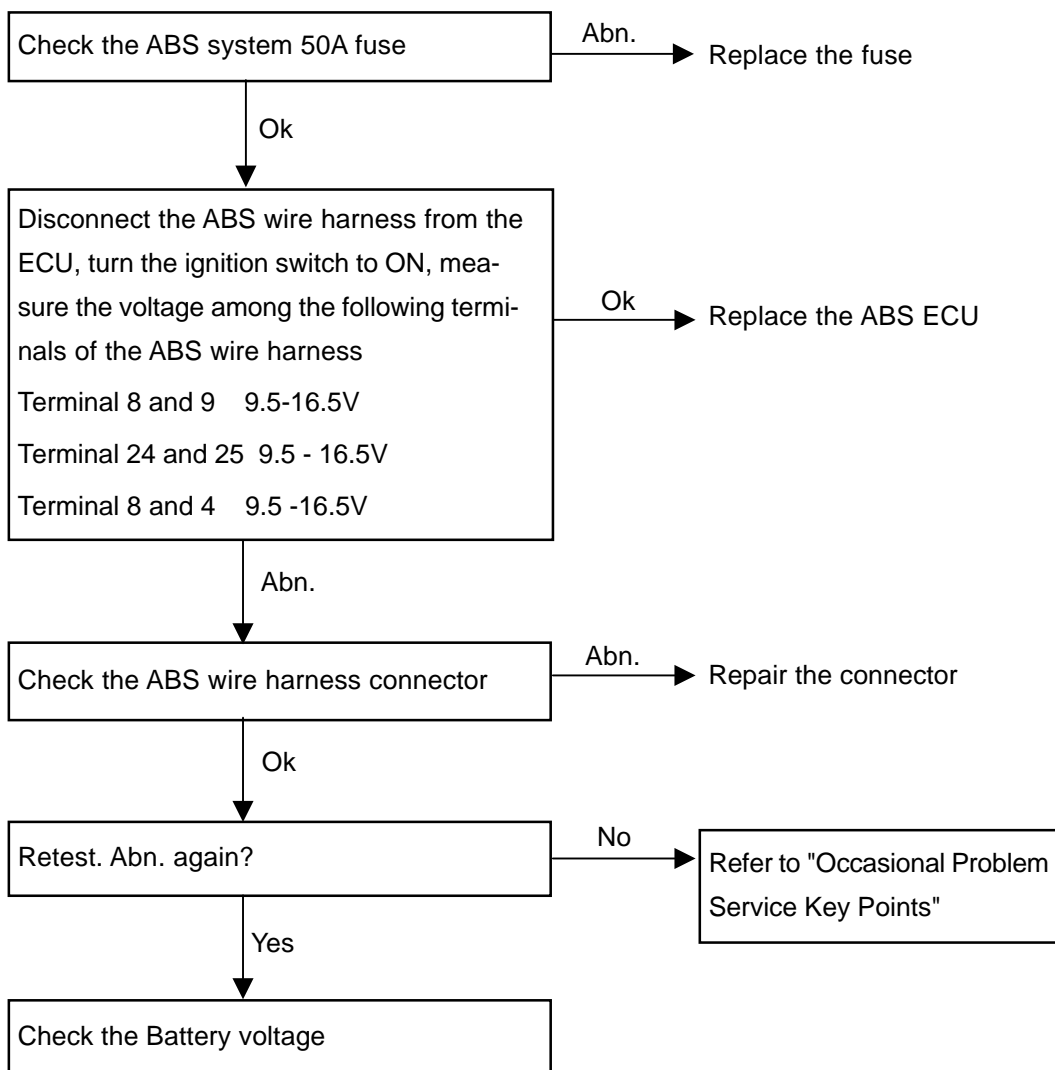 Check the ABS system 50A fuse
Abn.
Replace the fuse
Ok
Disconnect the ABS wire harness from the
ECU, turn the ignition switch to ON, mea-
sure the voltage among the following termi-
nals of the ABS wire harness
Terminal 8 and 9 9.5-16.5V
Terminal 24 and 25 9.5 - 16.5V
Terminal 8 and 4 9.5 -16.5V
Ok
Replace the ABS ECU
Abn.
Check the ABS wire harness connector
Abn.
Repair the connector
Ok
Retest. Abn. again?
No
Refer to "Occasional Problem
Service Key Points"
Yes
Check the Battery voltage